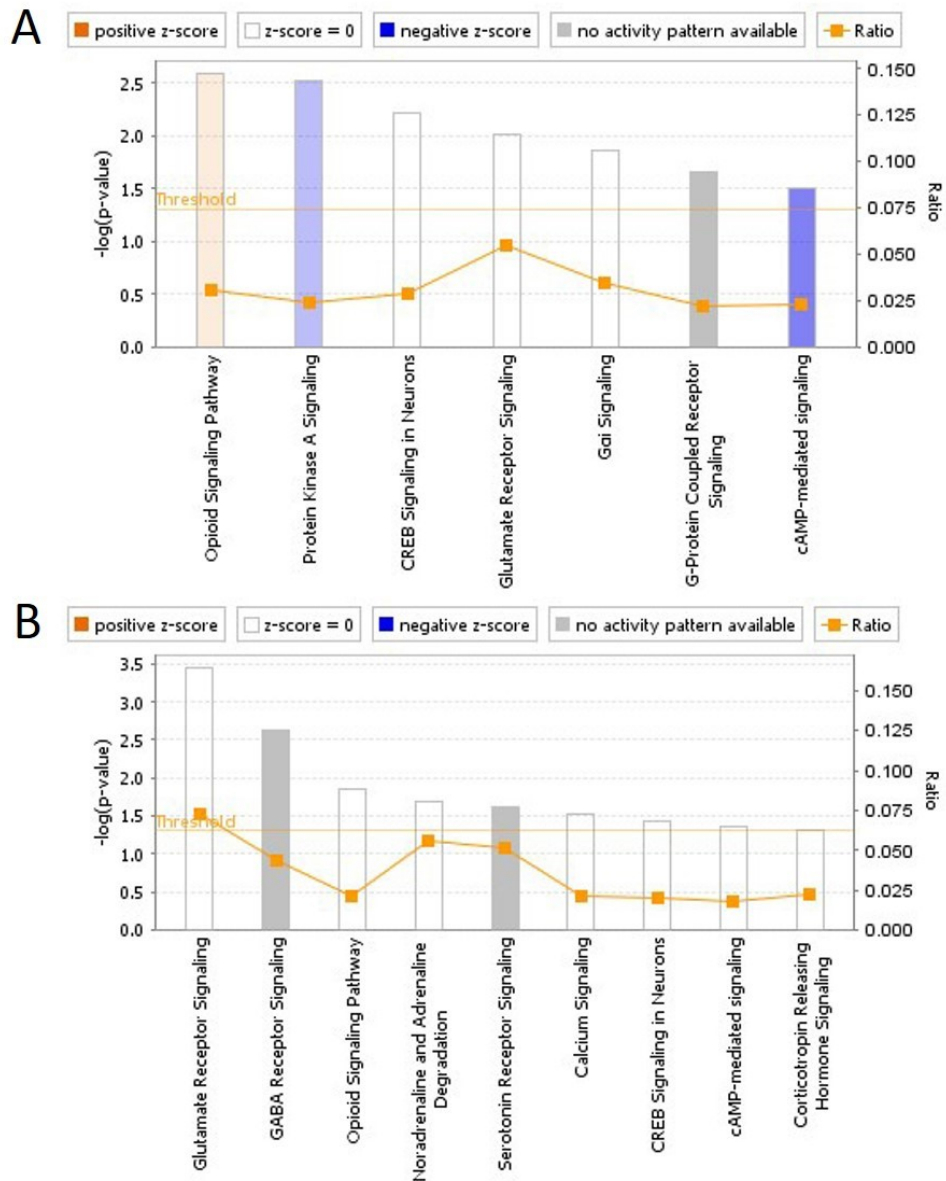 A
positive z-score
z-score = 0
negative z-score
no activity pattern available
Ratio
2.5
2.0
1.5
1.0
0.5
0.0
-log(p-value)
Threshold
0.150
0.125
0.100
0.075
0.050
0.025
0.000
Ratio
Opioid Signaling Pathway
Protein Kinase A Signaling
CREB Signaling in Neurons
Glutamate Receptor Signaling
Gαi Signaling
G-Protein Coupled Receptor
Signaling
cAMP-mediated signaling
B
positive z-score
z-score = 0
negative z-score
no activity pattern available
Ratio
3.5
3.0
2.5
2.0
1.5
1.0
0.5
0.0
-log(p-value)
Threshold
0.150
0.125
0.100
0.075
0.050
0.025
0.000
Ratio
Glutamate Receptor Signaling
GABA Receptor Signaling
Opioid Signaling Pathway
Noradrenaline and Adrenaline
Degradation
Serotonin Receptor Signaling
Calcium Signaling
CREB Signaling in Neurons
cAMP-mediated signaling
Corticotropin Releasing
Hormone Signaling